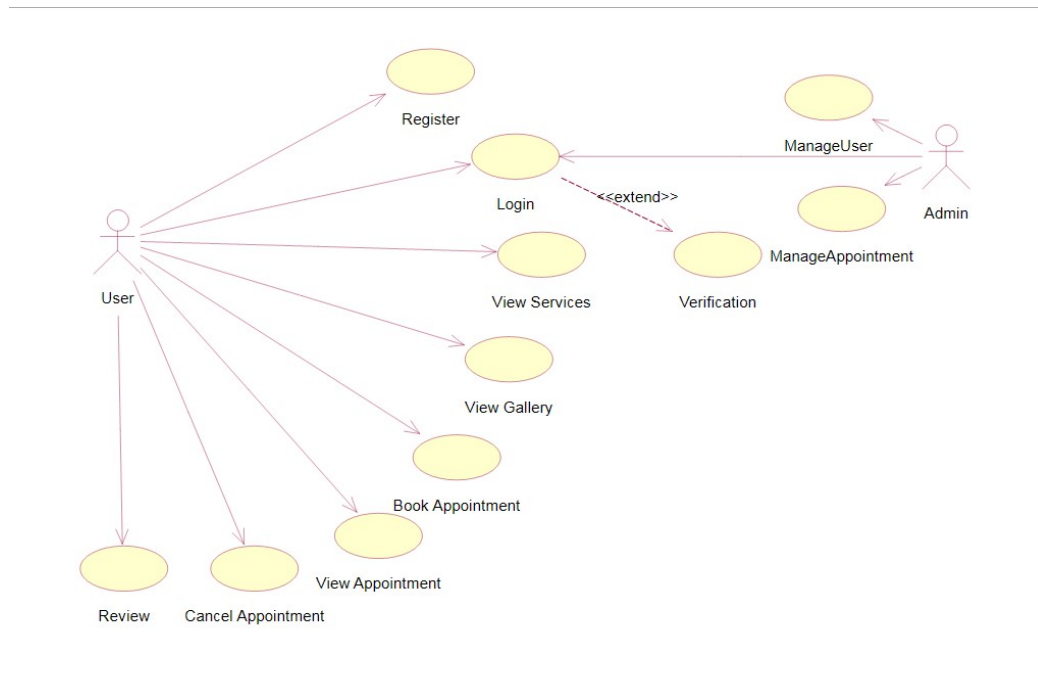 Register
ManageUser
Login
<<extend>>
Admin
ManageAppointment
User
View Services
Verification
View Gallery
Book Appointment
View Appointment
Review
Cancel Appointment